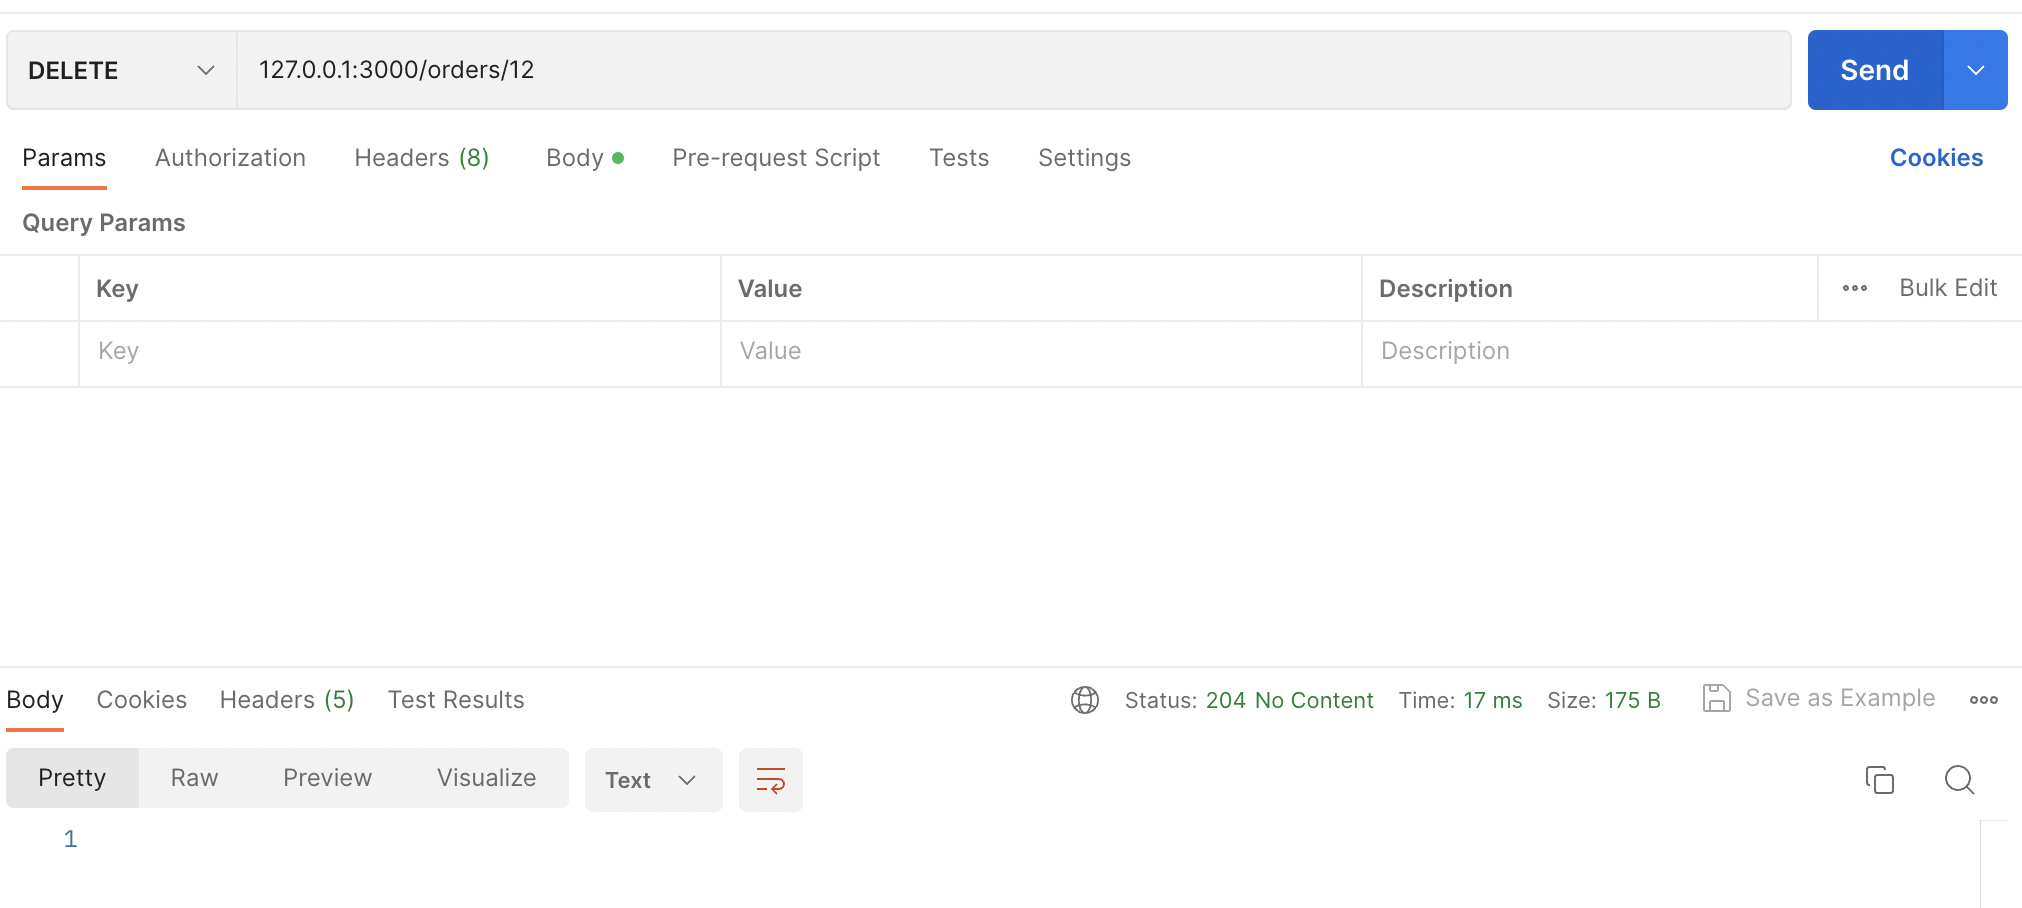 DELETE 127.0.0.1:3000/orders/12 Send
Params Authorization Headers (8) Body Pre-request Script Tests Settings Cookies
Query Params
Key Value Description Bulk Edit
Key Value Description
Body Cookies Headers (5) Test Results Status: 204 No Content Time: 17 ms Size: 175 B Save as Example
Pretty Raw Preview Visualize Text
1